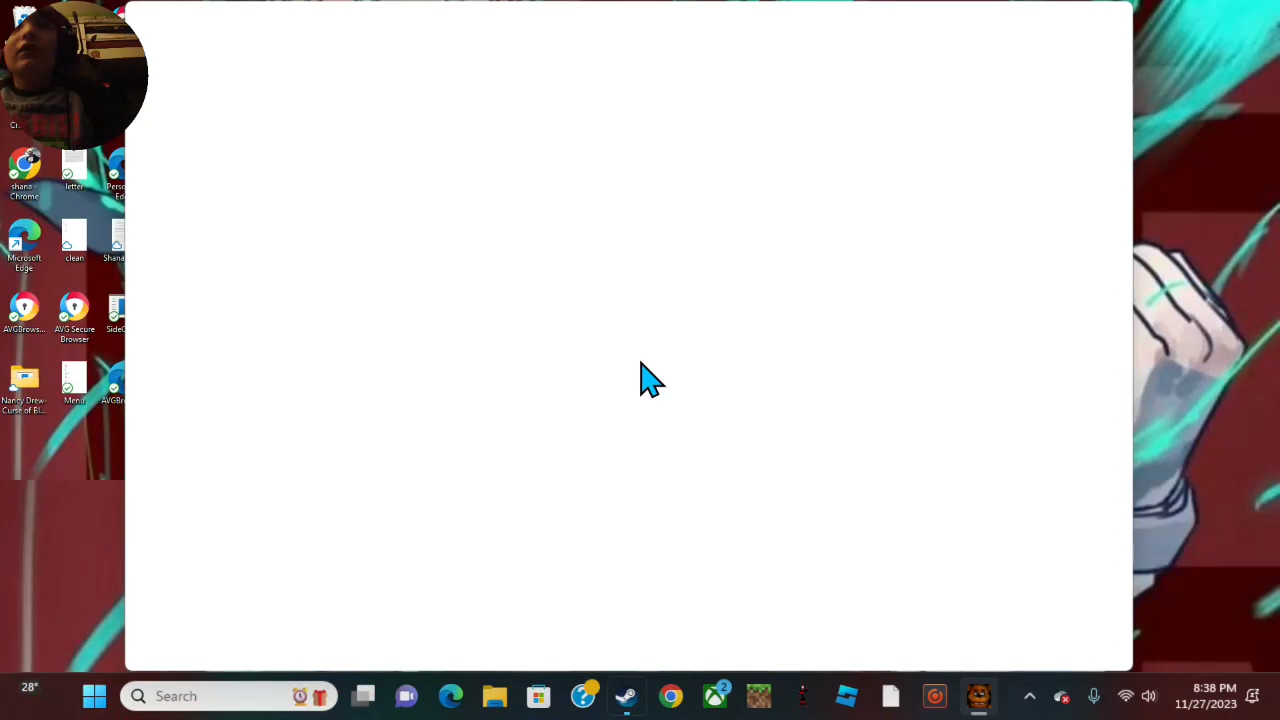 shana -
Chrome
letter
Microsoft
Edge
clean
AVGBrows...
AVG Secure
Browser
Nancy Drew-
Curse of Bl...
Menu
28°
Search
2
8:38 PM
11/27/2023